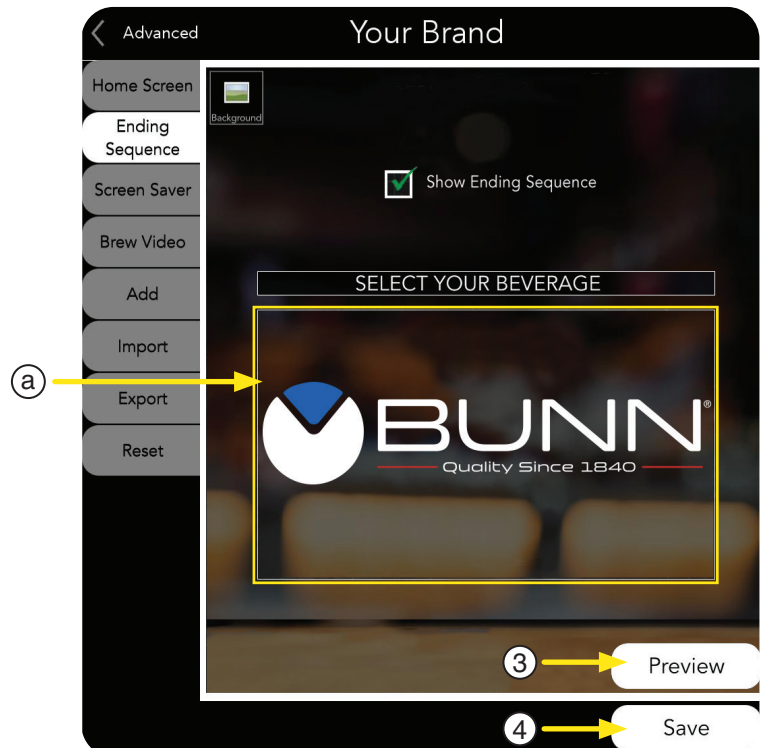 Advanced
Your Brand
Home Screen
Ending
Sequence
Screen Saver
Brew Video
Add
Import
Export
Reset
Background
Show Ending Sequence
SELECT YOUR BEVERAGE
a
BUNN®
Quality Since 1840
3
Preview
4
Save